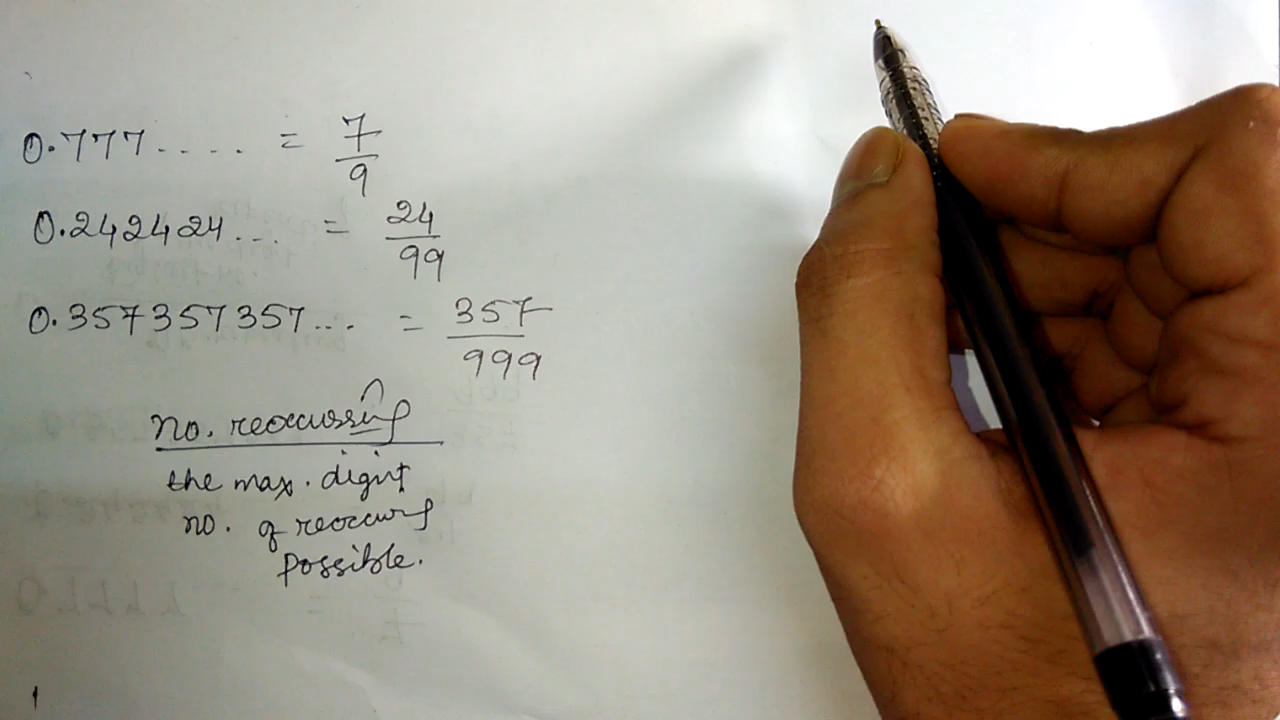 0.777.... = 7/9
0.242424... = 24/99
0.357357357... = 357/999
no. reoccurring
the max. digit
no. of reoccurring
possible.